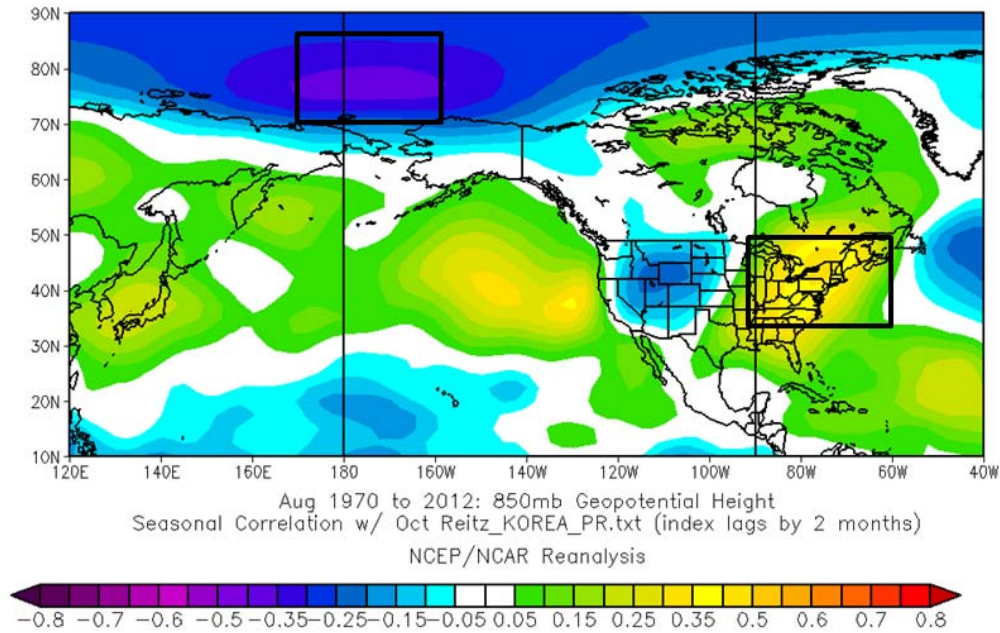 90N
80N
70N
60N
50N
40N
30N
20N
10N
120E 140E 160E 180 160W 140W 120W 100W 80W 60W 40W
Aug 1970 to 2012: 850mb Geopotential Height
Seasonal Correlation w/ Oct Reitz_KOREA_PR.txt (index lags by 2 months)
NCEP/NCAR Reanalysis
-0.8 -0.7 -0.6 -0.5 -0.35 -0.25 -0.15 -0.05 0.05 0.15 0.25 0.35 0.5 0.6 0.7 0.8